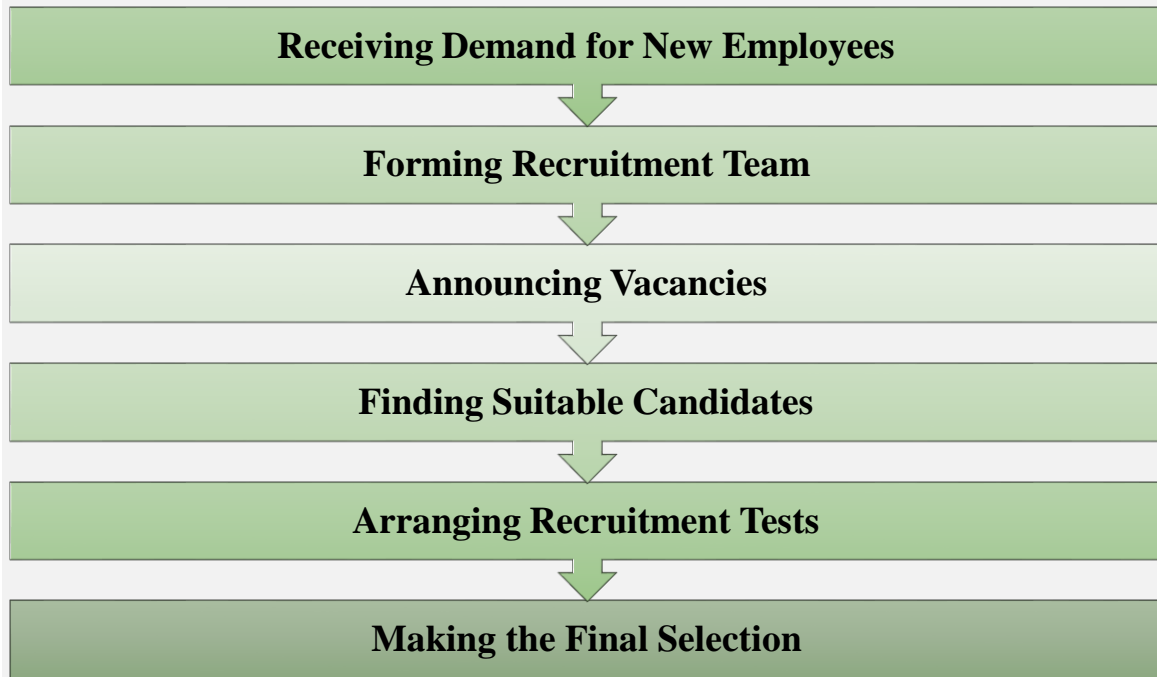 Receiving Demand for New Employees
Forming Recruitment Team
Announcing Vacancies
Finding Suitable Candidates
Arranging Recruitment Tests
Making the Final Selection